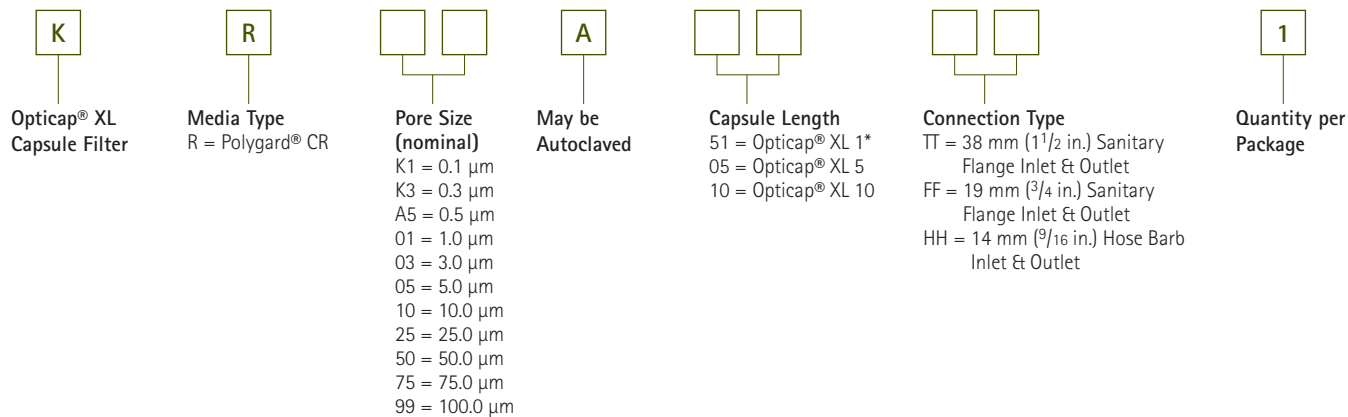 K
R
A
1
Opticap® XL
Capsule Filter
Media Type
R = Polygard® CR
Pore Size
(nominal)
K1 = 0.1 µm
K3 = 0.3 µm
A5 = 0.5 µm
01 = 1.0 µm
03 = 3.0 µm
05 = 5.0 µm
10 = 10.0 µm
25 = 25.0 µm
50 = 50.0 µm
75 = 75.0 µm
99 = 100.0 µm
May be
Autoclaved
Capsule Length
51 = Opticap® XL 1*
05 = Opticap® XL 5
10 = Opticap® XL 10
Connection Type
TT = 38 mm (1 1/2 in.) Sanitary
Flange Inlet & Outlet
FF = 19 mm (3/4 in.) Sanitary
Flange Inlet & Outlet
HH = 14 mm (9/16 in.) Hose Barb
Inlet & Outlet
Quantity per
Package